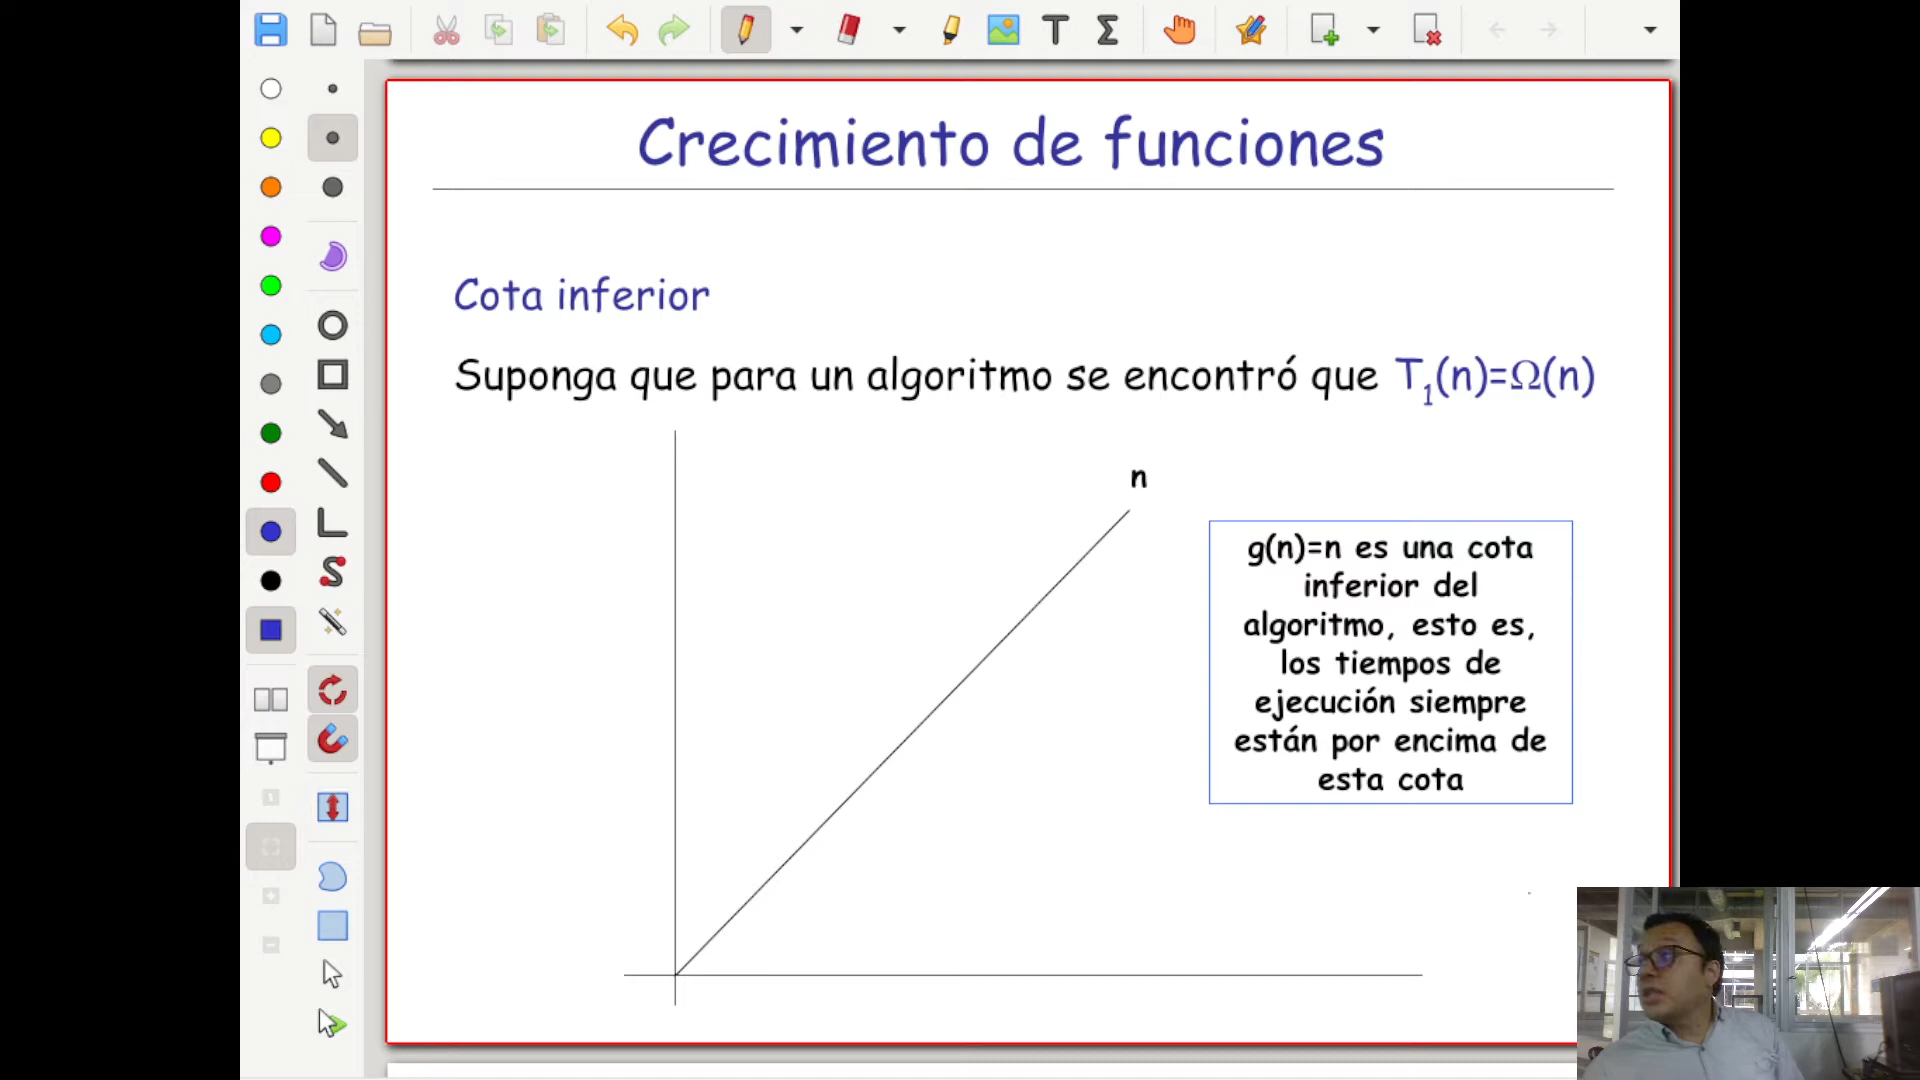 Crecimiento de funciones
Cota inferior
Suponga que para un algoritmo se encontró que T₁(n)=Ω(n)
n
g(n)=n es una cota
inferior del
algoritmo, esto es,
los tiempos de
ejecución siempre
están por encima de
esta cota